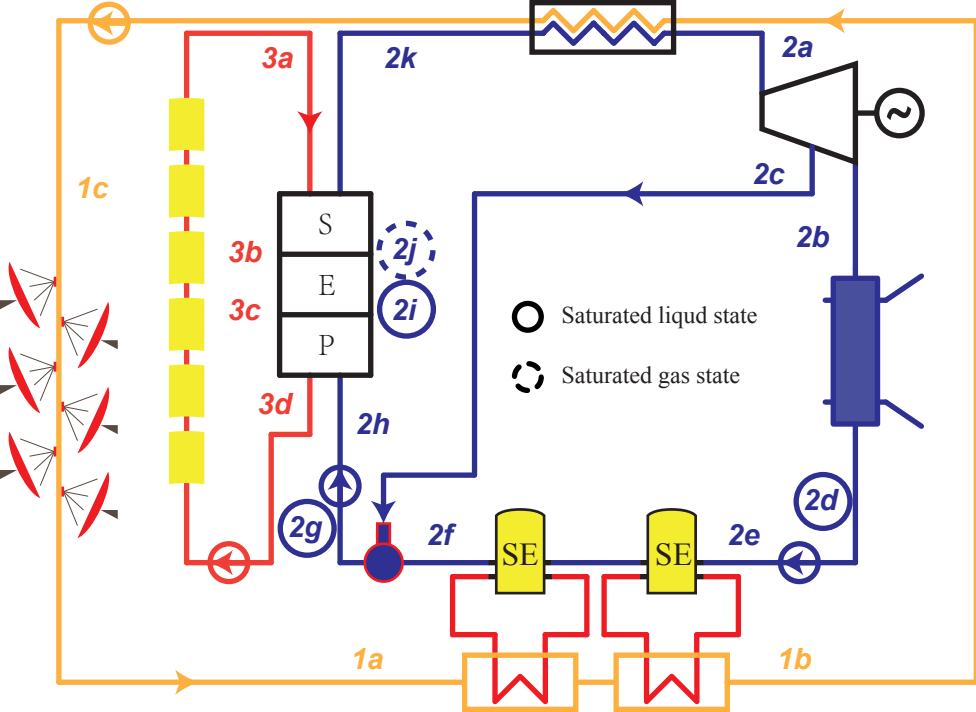 2a
2k
3a
2c
1c
S
2b
3b
2j
E
3c
2i
Saturated liqud state
P
Saturated gas state
3d
2h
2d
2g
2f
SE
SE
2e
1a
1b